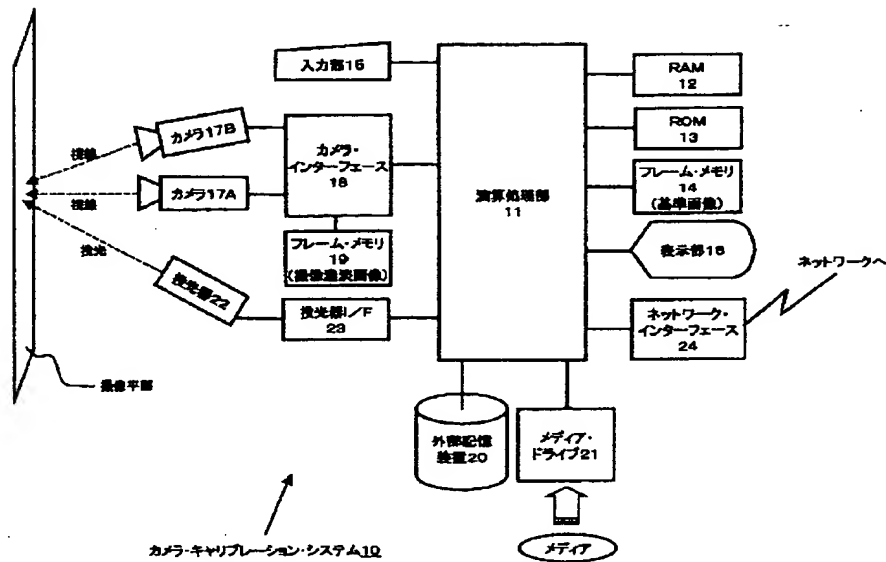 入力部15
RAM
12
カメラ17B
カメラ・
インターフェース
18
ROM
13
視線
カメラ17A
視線
演算処理部
11
フレーム・メモリ
14
(基準画像)
投光
フレーム・メモリ
19
(撮像濃淡画像)
表示部16
ネットワークへ
投光器22
投光器I/F
23
ネットワーク・
インターフェース
24
撮像平面
外部記憶
装置20
メディア・
ドライブ21
カメラ・キャリブレーション・システム10
メディア